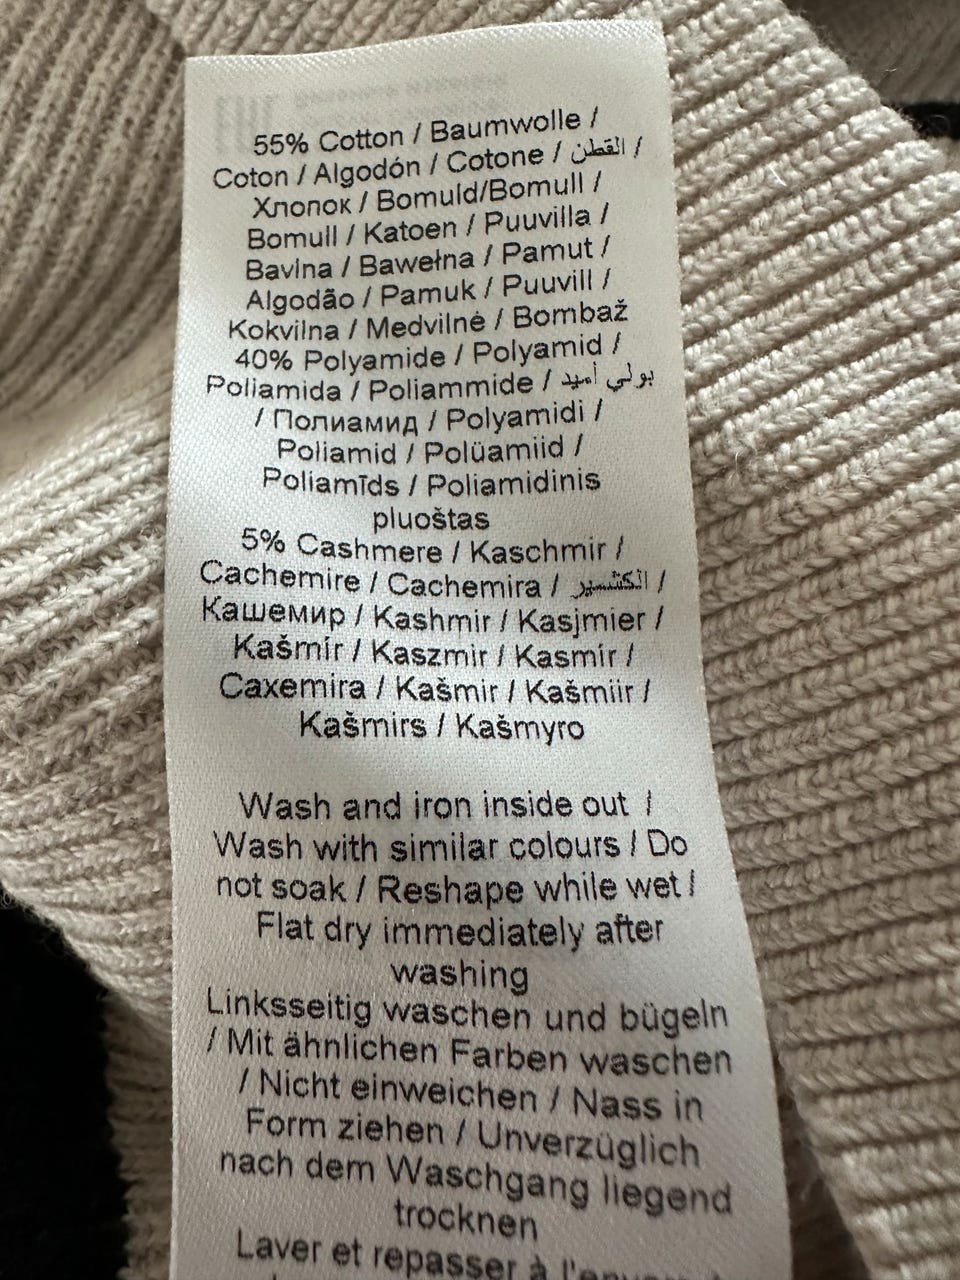 55% Cotton / Baumwolle /
Coton / Algodón / Cotone / القطن /
Хлопок / Bomuld/Bomull /
Bomull / Katoen / Puuvilla /
Bavlna / Bawełna / Pamut /
Algodão / Pamuk / Puuvill /
Kokvilna / Medvilnė / Bombaž
40% Polyamide / Polyamid /
Poliamida / Poliammide / بولي أميد
/ Полиамид / Polyamidi /
Poliamid / Polüamiid /
Poliamīds / Poliamidinis
pluoštas
5% Cashmere / Kaschmir /
Cachemire / Cachemira / الكشمير /
Кашемир / Kashmir / Kasjmier /
Kašmír / Kaszmir / Kasmír /
Caxemira / Kašmir / Kašmiir /
Kašmirs / Kašmyro
Wash and iron inside out /
Wash with similar colours / Do
not soak / Reshape while wet /
Flat dry immediately after
washing
Linksseitig waschen und bügeln
/ Mit ähnlichen Farben waschen
/ Nicht einweichen / Nass in
Form ziehen / Unverzüglich
nach dem Waschgang liegend
trocknen
Laver et repasser à